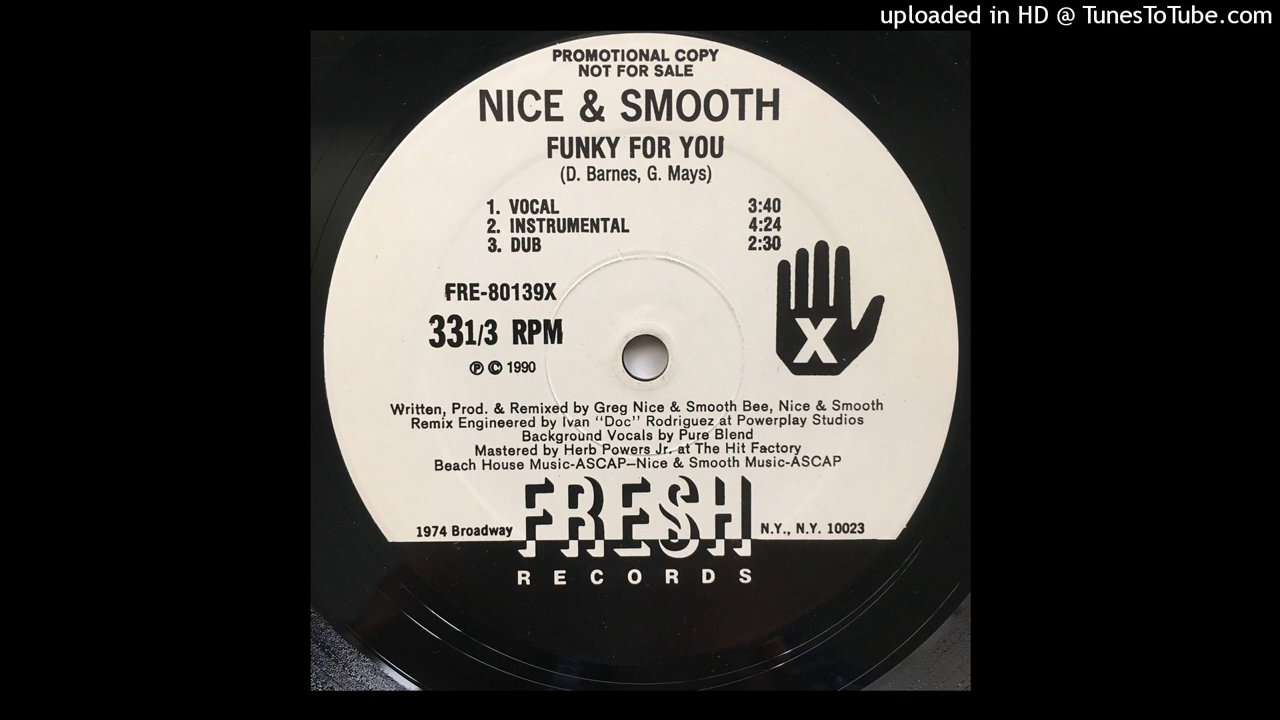 uploaded in HD @ TunesToTube.com
PROMOTIONAL COPY
NOT FOR SALE
NICE & SMOOTH
FUNKY FOR YOU
(D. Barnes, G. Mays)
1. VOCAL 3:40
2. INSTRUMENTAL 4:24
3. DUB 2:30
X
FRE-80139X
33 1/3 RPM
℗ © 1990
Written, Prod. & Remixed by Greg Nice & Smooth Bee, Nice & Smooth
Remix Engineered by Ivan "Doc" Rodriguez at Powerplay Studios
Background Vocals by Pure Blend
Mastered by Herb Powers Jr. at The Hit Factory
Beach House Music-ASCAP–Nice & Smooth Music-ASCAP
1974 Broadway FRESH N.Y., N.Y. 10023
RECORDS